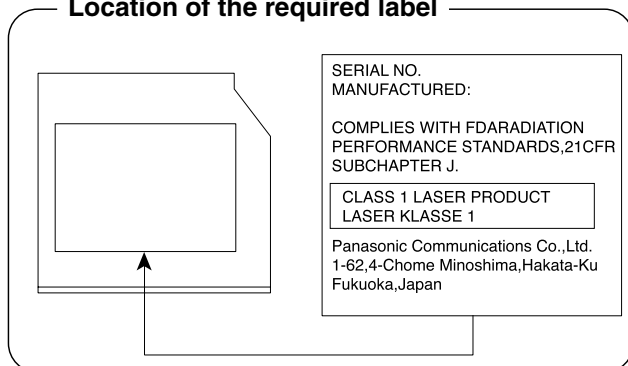 Location of the required label
SERIAL NO.
MANUFACTURED:
COMPLIES WITH FDARADIATION
PERFORMANCE STANDARDS,21CFR
SUBCHAPTER J.
CLASS 1 LASER PRODUCT
LASER KLASSE 1
Panasonic Communications Co.,Ltd.
1-62,4-Chome Minoshima,Hakata-Ku
Fukuoka,Japan